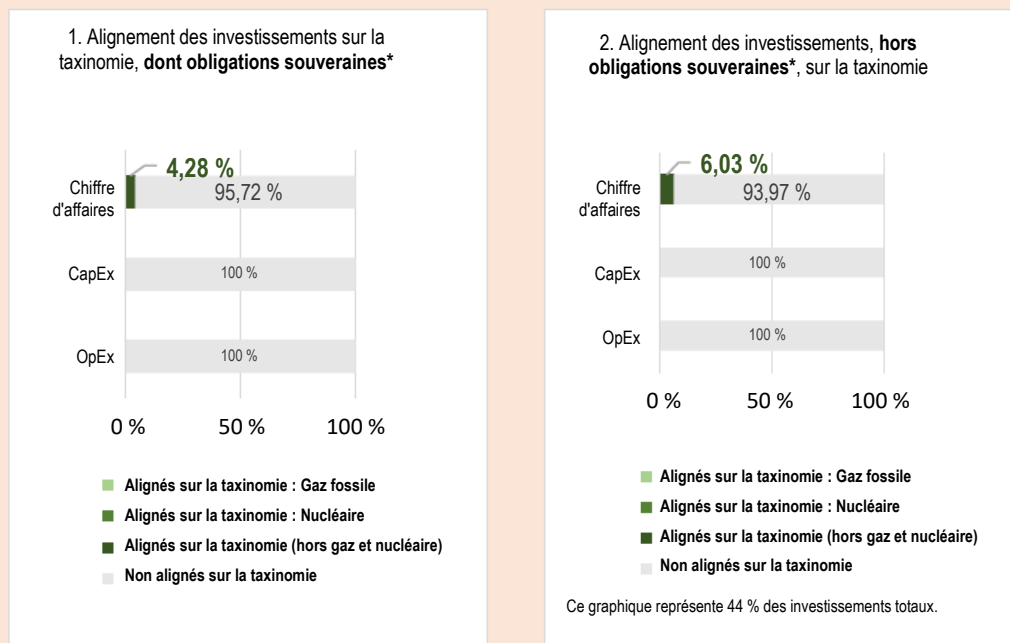 1. Alignement des investissements sur la
taxinomie, dont obligations souveraines*
4,28 %
Chiffre
d'affaires
95,72 %
CapEx
100 %
OpEx
100 %
0 %
50 %
100 %
Alignés sur la taxinomie : Gaz fossile
Alignés sur la taxinomie : Nucléaire
Alignés sur la taxinomie (hors gaz et nucléaire)
Non alignés sur la taxinomie
2. Alignement des investissements, hors
obligations souveraines*, sur la taxinomie
6,03 %
Chiffre
d'affaires
93,97 %
CapEx
100 %
OpEx
100 %
0 %
50 %
100 %
Alignés sur la taxinomie : Gaz fossile
Alignés sur la taxinomie : Nucléaire
Alignés sur la taxinomie (hors gaz et nucléaire)
Non alignés sur la taxinomie
Ce graphique représente 44 % des investissements totaux.